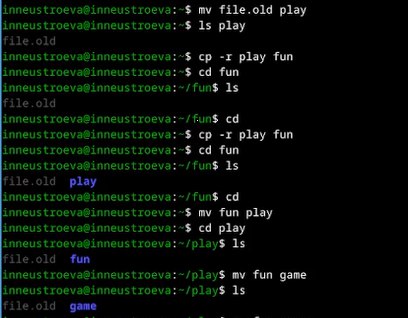 inneustroeva@inneustroeva:~$ mv file.old play
inneustroeva@inneustroeva:~$ ls play
file.old
inneustroeva@inneustroeva:~$ cp -r play fun
inneustroeva@inneustroeva:~$ cd fun
inneustroeva@inneustroeva:~/fun$ ls
file.old
inneustroeva@inneustroeva:~/fun$ cd
inneustroeva@inneustroeva:~$ cp -r play fun
inneustroeva@inneustroeva:~$ cd fun
inneustroeva@inneustroeva:~/fun$ ls
file.old play
inneustroeva@inneustroeva:~/fun$ cd
inneustroeva@inneustroeva:~$ mv fun play
inneustroeva@inneustroeva:~$ cd play
inneustroeva@inneustroeva:~/play$ ls
file.old fun
inneustroeva@inneustroeva:~/play$ mv fun game
inneustroeva@inneustroeva:~/play$ ls
file.old game